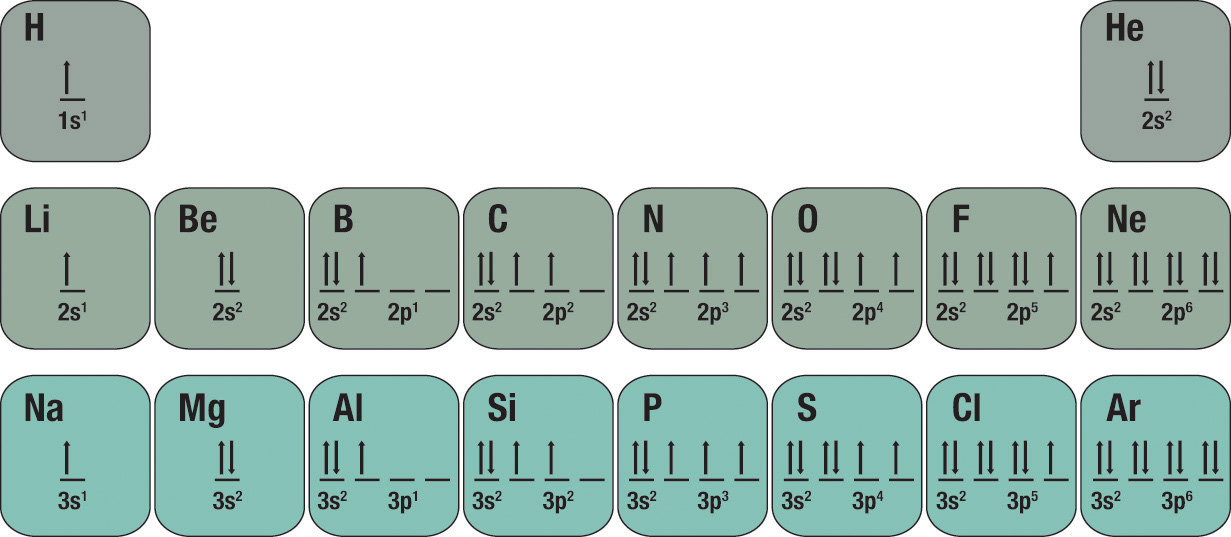 H He
1s¹ 2s²
Li Be B C N O F Ne
2s¹ 2s² 2s² 2p¹ 2s² 2p² 2s² 2p³ 2s² 2p⁴ 2s² 2p⁵ 2s² 2p⁶
Na Mg Al Si P S Cl Ar
3s¹ 3s² 3s² 3p¹ 3s² 3p² 3s² 3p³ 3s² 3p⁴ 3s² 3p⁵ 3s² 3p⁶